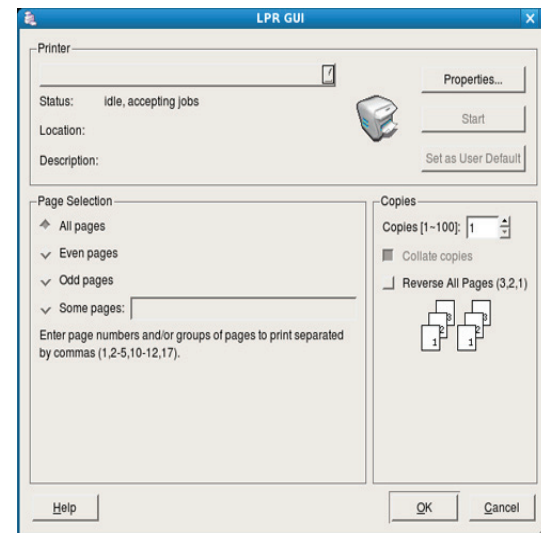 LPR GUI
Printer
Properties...
Status: idle, accepting jobs
Start
Location:
Set as User Default
Description:
Page Selection
All pages
Even pages
Odd pages
Some pages:
Enter page numbers and/or groups of pages to print separated
by commas (1,2-5,10-12,17).
Copies
Copies [1~100]: 1
Collate copies
Reverse All Pages (3,2,1)
3 3
2 2
1 1
Help
OK
Cancel